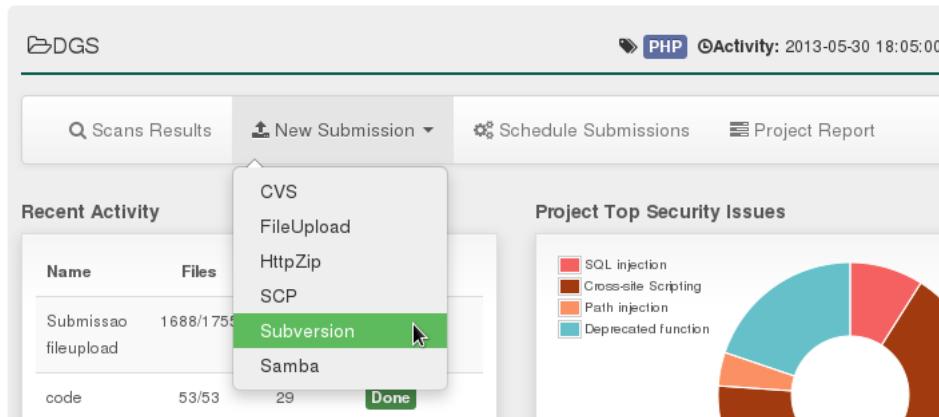 DGS
PHP Activity: 2013-05-30 18:05:00
Scans Results New Submission Schedule Submissions Project Report
CVS
FileUpload
HttpZip
SCP
Subversion
Samba
Recent Activity
Name Files
Submissao fileupload 1688/1755
code 53/53 29 Done
Project Top Security Issues
SQL injection
Cross-site Scripting
Path injection
Deprecated function